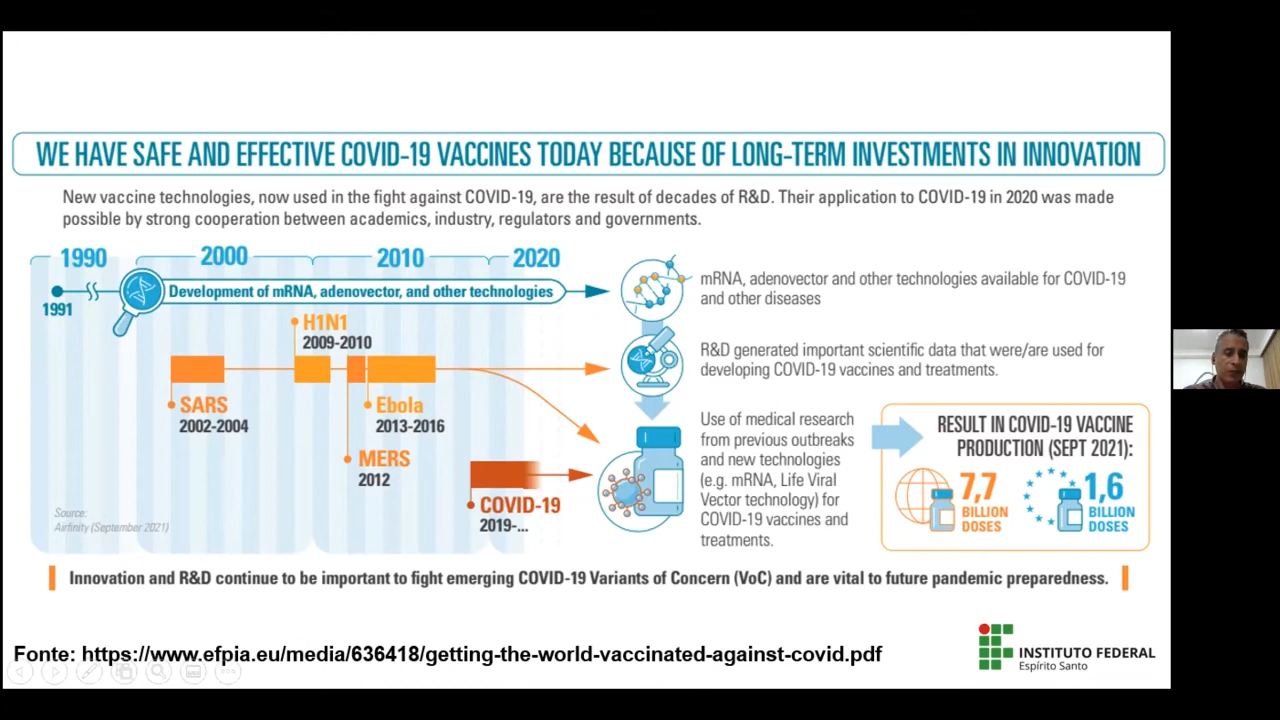 WE HAVE SAFE AND EFFECTIVE COVID-19 VACCINES TODAY BECAUSE OF LONG-TERM INVESTMENTS IN INNOVATION
New vaccine technologies, now used in the fight against COVID-19, are the result of decades of R&D. Their application to COVID-19 in 2020 was made
possible by strong cooperation between academics, industry, regulators and governments.
1990
2000
2010
2020
1991
Development of mRNA, adenovector, and other technologies
H1N1
2009-2010
SARS
2002-2004
Ebola
2013-2016
MERS
2012
COVID-19
2019-...
Source:
Airfinity (September 2021)
mRNA, adenovector and other technologies available for COVID-19
and other diseases
R&D generated important scientific data that were/are used for
developing COVID-19 vaccines and treatments.
Use of medical research
from previous outbreaks
and new technologies
(e.g. mRNA, Life Viral
Vector technology) for
COVID-19 vaccines and
treatments.
RESULT IN COVID-19 VACCINE
PRODUCTION (SEPT 2021):
7,7
BILLION
DOSES
1,6
BILLION
DOSES
Innovation and R&D continue to be important to fight emerging COVID-19 Variants of Concern (VoC) and are vital to future pandemic preparedness.
Fonte: https://www.efpia.eu/media/636418/getting-the-world-vaccinated-against-covid.pdf
INSTITUTO FEDERAL
Espírito Santo